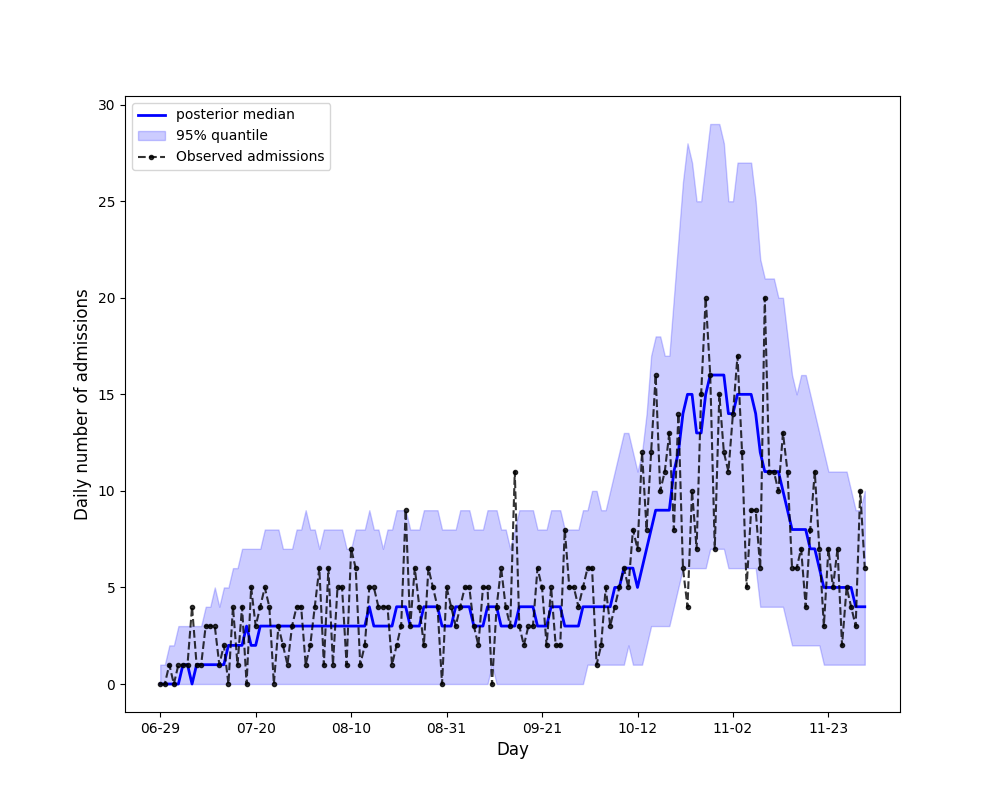 30
25
20
15
10
5
0
Daily number of admissions
posterior median
95% quantile
Observed admissions
06-29 07-20 08-10 08-31 09-21 10-12 11-02 11-23
Day